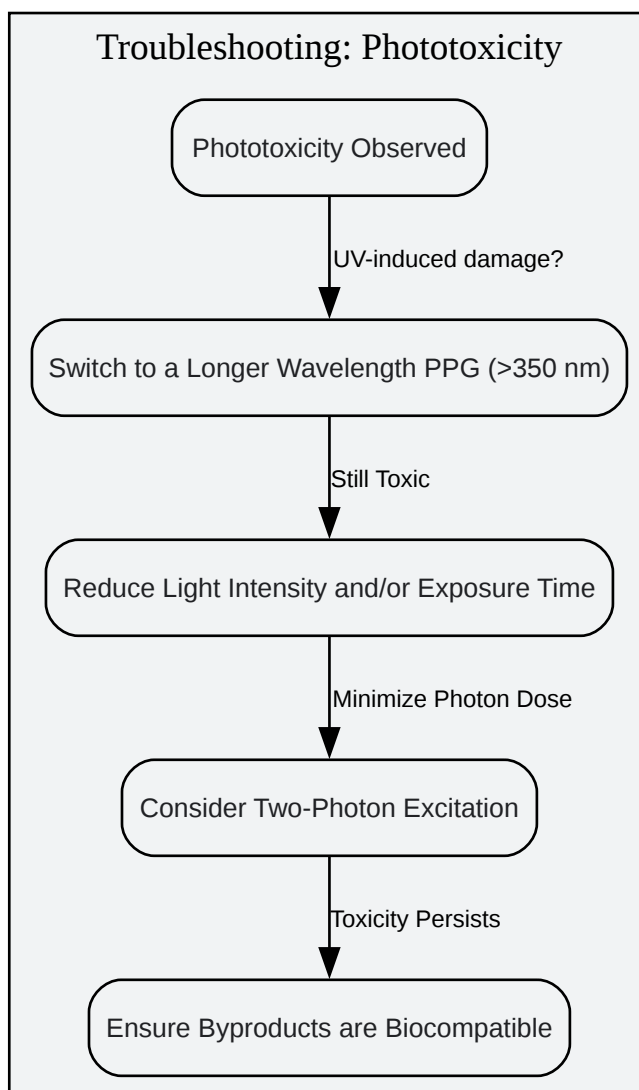 Troubleshooting: Phototoxicity
Phototoxicity Observed
UV-induced damage?
Switch to a Longer Wavelength PPG (>350 nm)
Still Toxic
Reduce Light Intensity and/or Exposure Time
Minimize Photon Dose
Consider Two-Photon Excitation
Toxicity Persists
Ensure Byproducts are Biocompatible